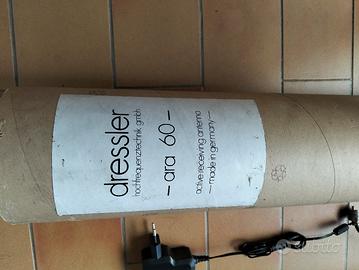 dressler
hochfrequenztechnik gmbh
- ara 60 -
active receiving antenna
— made in germany —